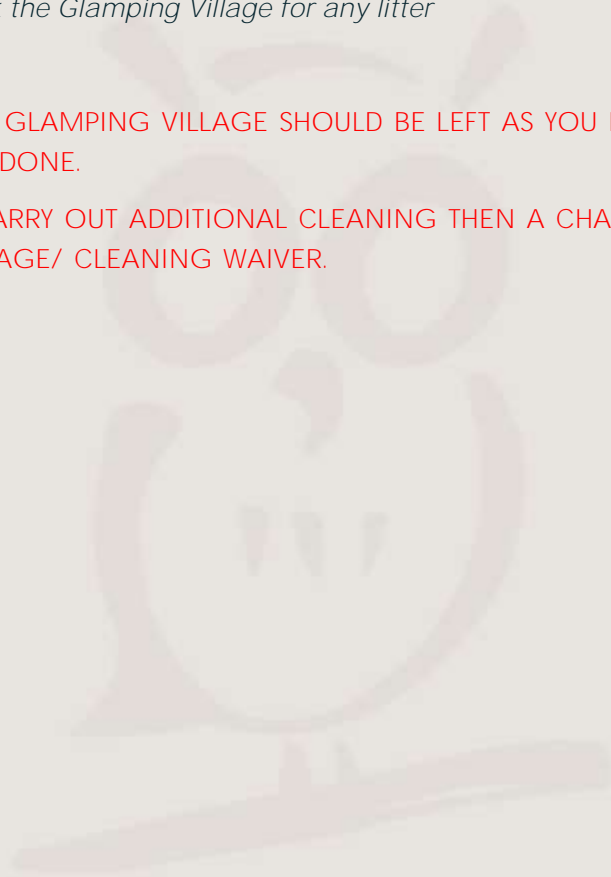 the Glamping Village for any litter
GLAMPING VILLAGE SHOULD BE LEFT AS YOU
DONE.
ARRY OUT ADDITIONAL CLEANING THEN A CHA
AGE/ CLEANING WAIVER.